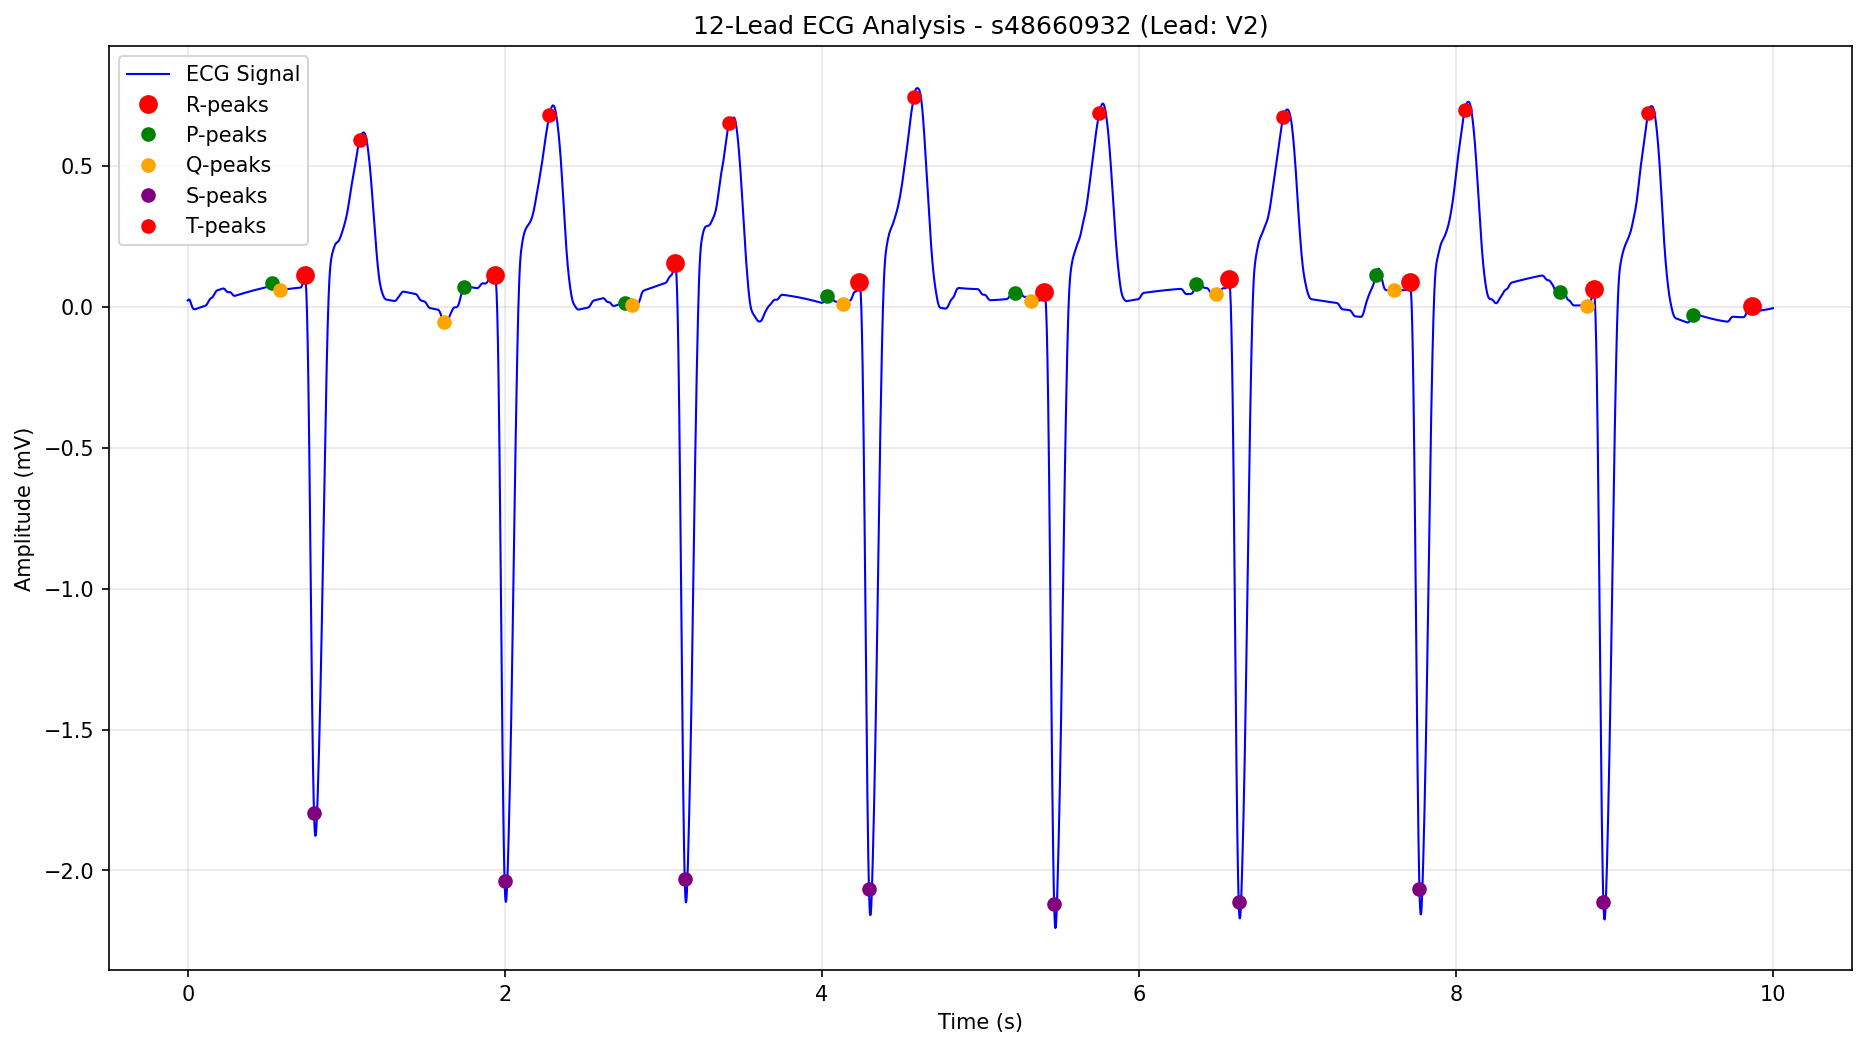 12-Lead ECG Analysis - s48660932 (Lead: V2)
ECG Signal
R-peaks
P-peaks
Q-peaks
S-peaks
T-peaks
Amplitude (mV)
0.5
0.0
−0.5
−1.0
−1.5
−2.0
0 2 4 6 8 10
Time (s)